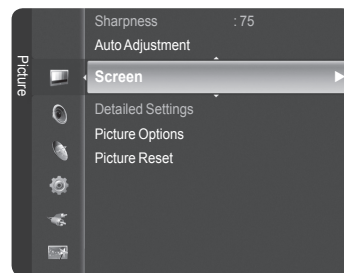 Picture
Sharpness : 75
Auto Adjustment
Screen
Detailed Settings
Picture Options
Picture Reset